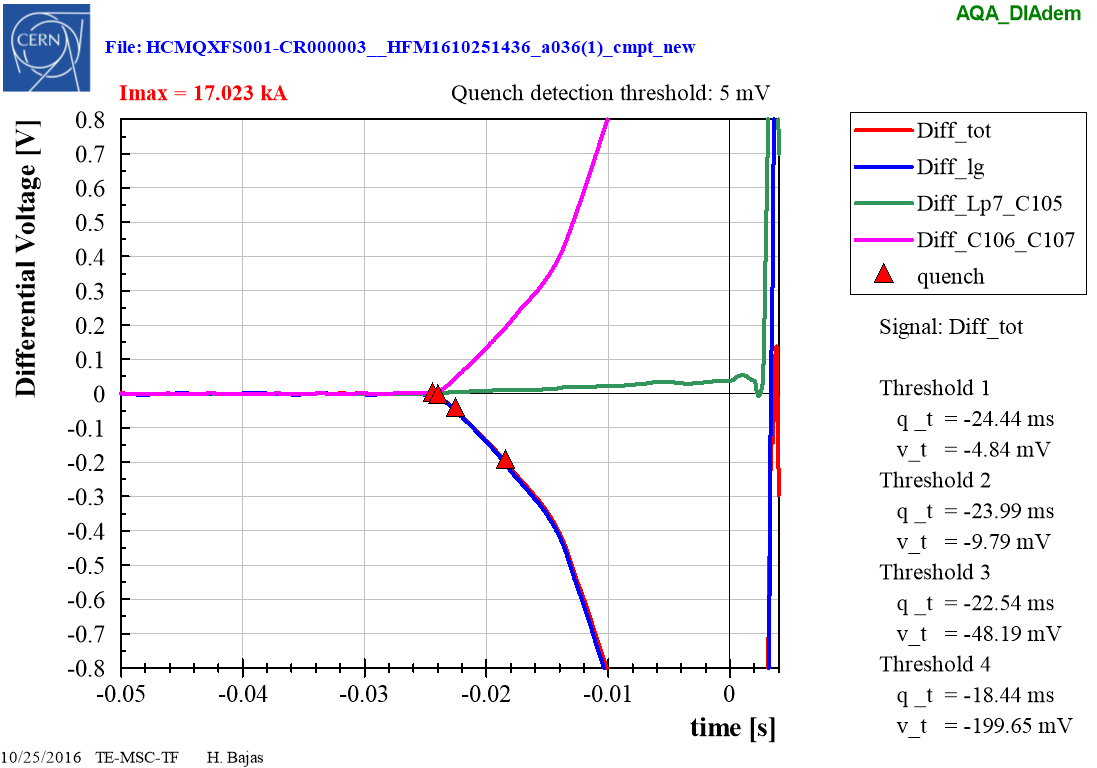 AQA_DIAdem
CERN
File: HCMQXFS001-CR000003__HFM1610251436_a036(1)_cmpt_new
Imax = 17.023 kA
Quench detection threshold: 5 mV
Differential Voltage [V]
0.8
0.7
0.6
0.5
0.4
0.3
0.2
0.1
0
-0.1
-0.2
-0.3
-0.4
-0.5
-0.6
-0.7
-0.8
-0.05 -0.04 -0.03 -0.02 -0.01 0
time [s]
Diff_tot
Diff_lg
Diff_Lp7_C105
Diff_C106_C107
quench
Signal: Diff_tot
Threshold 1
q _t = -24.44 ms
v_t = -4.84 mV
Threshold 2
q _t = -23.99 ms
v_t = -9.79 mV
Threshold 3
q _t = -22.54 ms
v_t = -48.19 mV
Threshold 4
q _t = -18.44 ms
v_t = -199.65 mV
10/25/2016 TE-MSC-TF H. Bajas